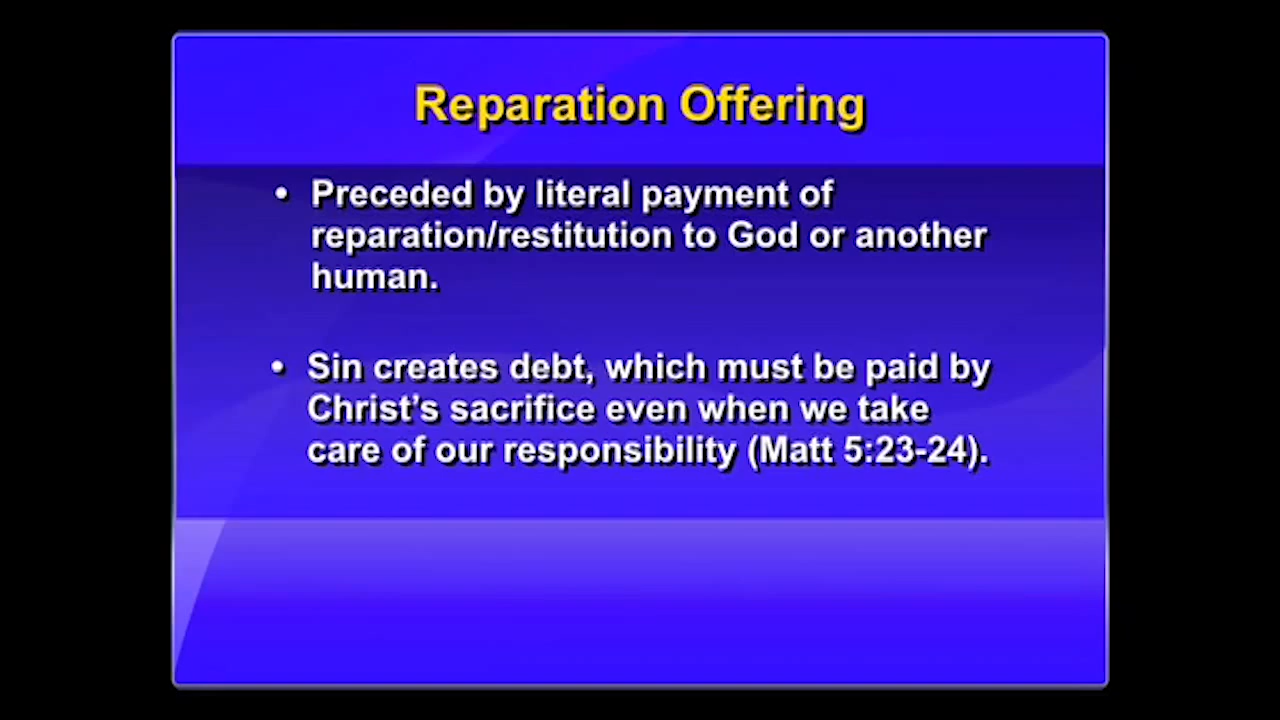 Reparation Offering
• Preceded by literal payment of
reparation/restitution to God or another
human.
• Sin creates debt, which must be paid by
Christ’s sacrifice even when we take
care of our responsibility (Matt 5:23-24).